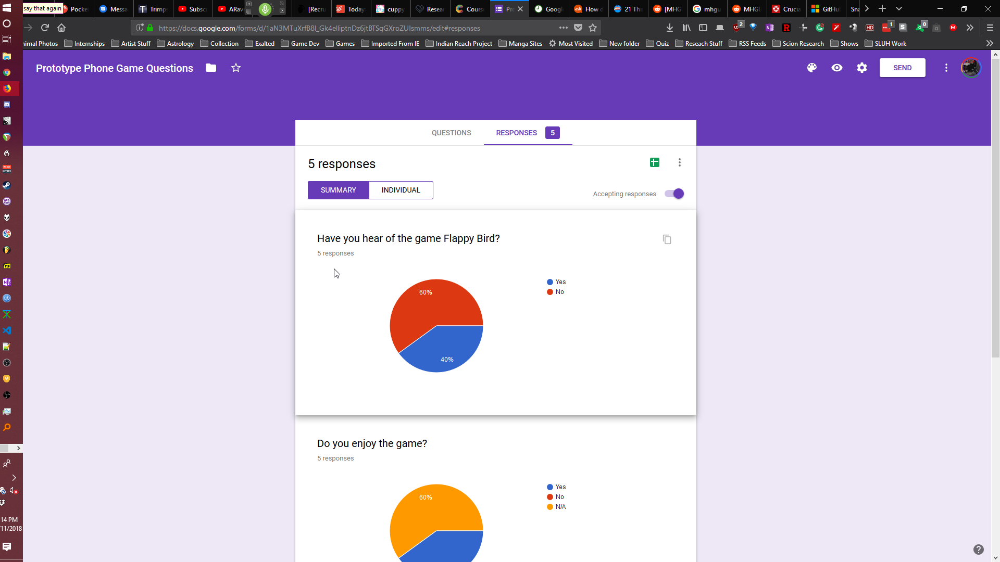 say that again
Pocke
Messa
Trimp
Subsc
ARav
[Recru
Today
cuppy
Resea
Cours
Pro
Googl
How d
21 Thi
[MHG
mhgu
MHGU
Crucia
GitHu
Sna
https://docs.google.com/forms/d/1aN3MTuXrfB8l_Gk4elliptnDz6jtBTSgGXroZUIsmms/edit#responses
2
1
0
nimal Photos
Internships
Artist Stuff
Astrology
Collection
Exalted
Game Dev
Games
Imported From IE
Indian Reach Project
Manga Sites
Most Visited
New folder
Quiz
Reseach Stuff
RSS Feeds
Scion Research
Shows
SLUH Work
Prototype Phone Game Questions
SEND
QUESTIONS
RESPONSES
5
5 responses
SUMMARY
INDIVIDUAL
Accepting responses
Have you hear of the game Flappy Bird?
5 responses
60%
40%
Yes
No
Do you enjoy the game?
5 responses
60%
Yes
No
N/A
14 PM
11/2018